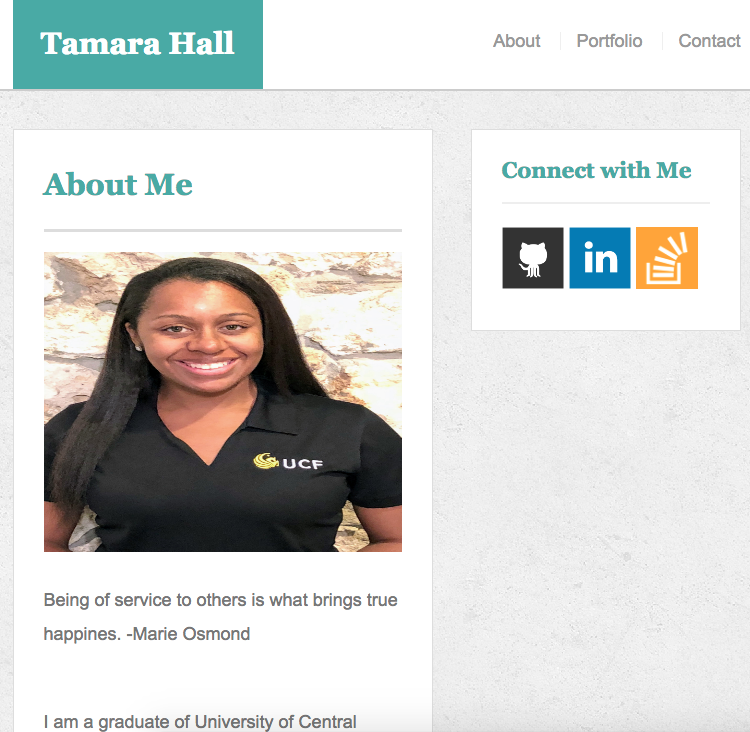 Tamara Hall
About
Portfolio
Contact
About Me
UCF
Being of service to others is what brings true
happines. -Marie Osmond
I am a graduate of University of Central
Connect with Me
in